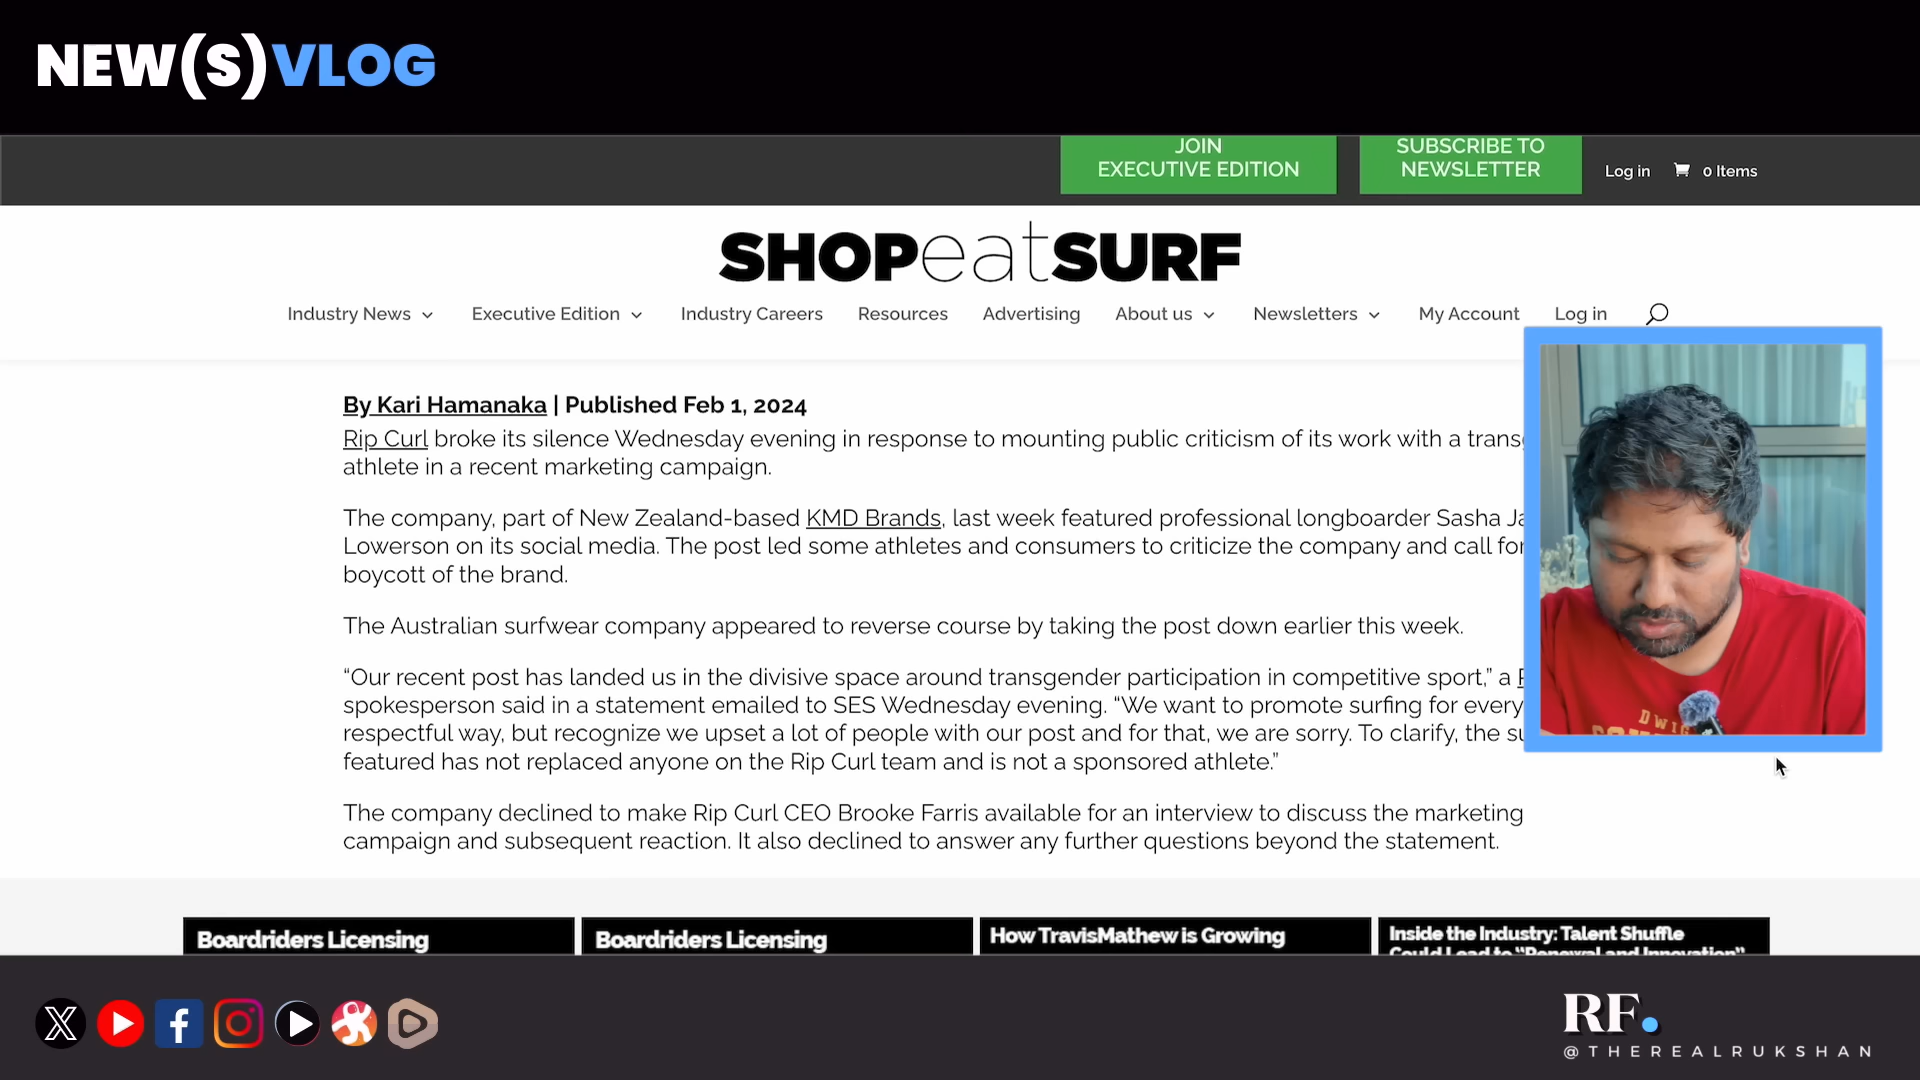 NEW(S)VLOG
JOIN
EXECUTIVE EDITION
SUBSCRIBE TO
NEWSLETTER
Log in
0 Items
SHOPeatSURF
Industry News
Executive Edition
Industry Careers
Resources
Advertising
About us
Newsletters
My Account
Log in
By Kari Hamanaka | Published Feb 1, 2024
Rip Curl broke its silence Wednesday evening in response to mounting public criticism of its work with a
athlete in a recent marketing campaign.
The company, part of New Zealand-based KMD Brands, last week featured professional longboarder Sasha
Lowerson on its social media. The post led some athletes and consumers to criticize the company and call for
boycott of the brand.
The Australian surfwear company appeared to reverse course by taking the post down earlier this week.
“Our recent post has landed us in the divisive space around transgender participation in competitive sport,” a
spokesperson said in a statement emailed to SES Wednesday evening. “We want to promote surfing for
respectful way, but recognize we upset a lot of people with our post and for that, we are sorry. To clarify, the
featured has not replaced anyone on the Rip Curl team and is not a sponsored athlete.”
The company declined to make Rip Curl CEO Brooke Farris available for an interview to discuss the marketing
campaign and subsequent reaction. It also declined to answer any further questions beyond the statement.
DWIG
Boardriders Licensing
Boardriders Licensing
How TravisMathew is Growing
Inside the Industry: Talent Shuffle
Could Lead to “Renewal and Innovation”
RF.
@THEREALRUKSHAN